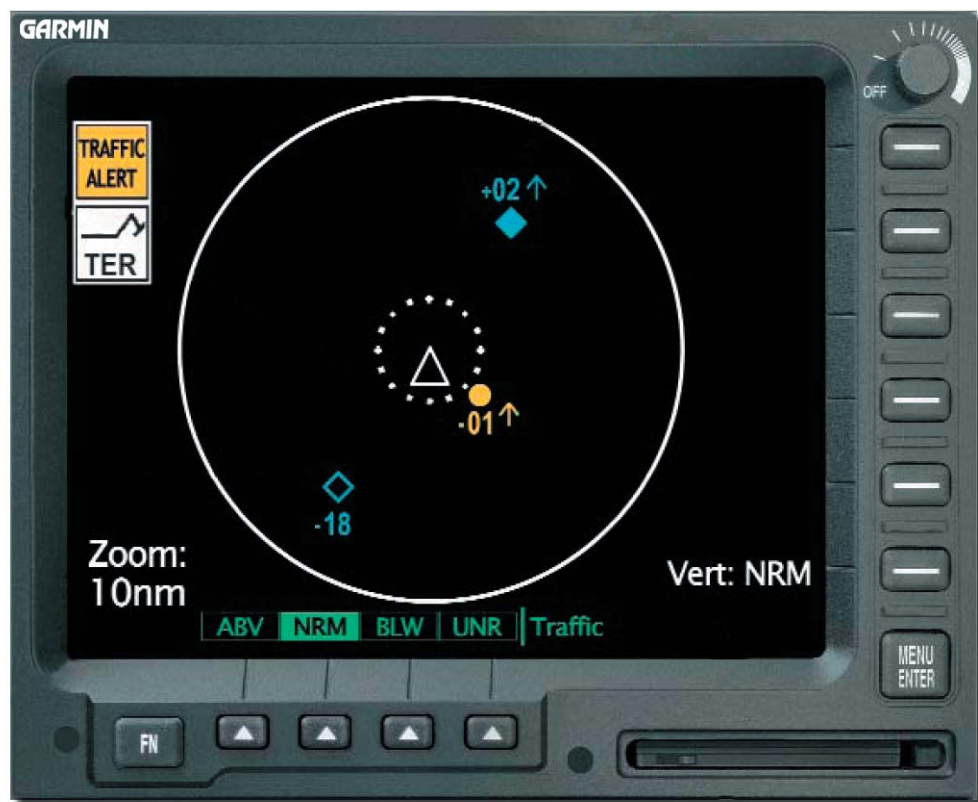 GARMIN
OFF
TRAFFIC
ALERT
TER
+02 ↑
-01 ↑
-18
Zoom:
10nm
Vert: NRM
ABV NRM BLW UNR Traffic
MENU
ENTER
FN